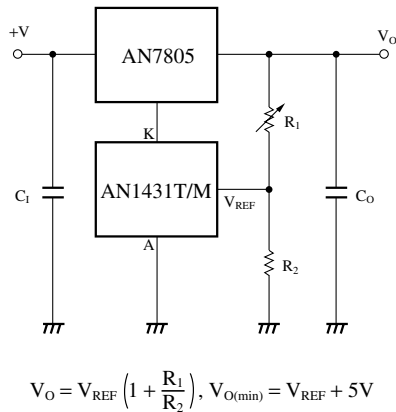 +V
AN7805
V_O
K
R_1
AN1431T/M
C_I
V_REF
C_O
A
R_2
V_O = V_REF (1 + R_1/R_2), V_O(min) = V_REF + 5V